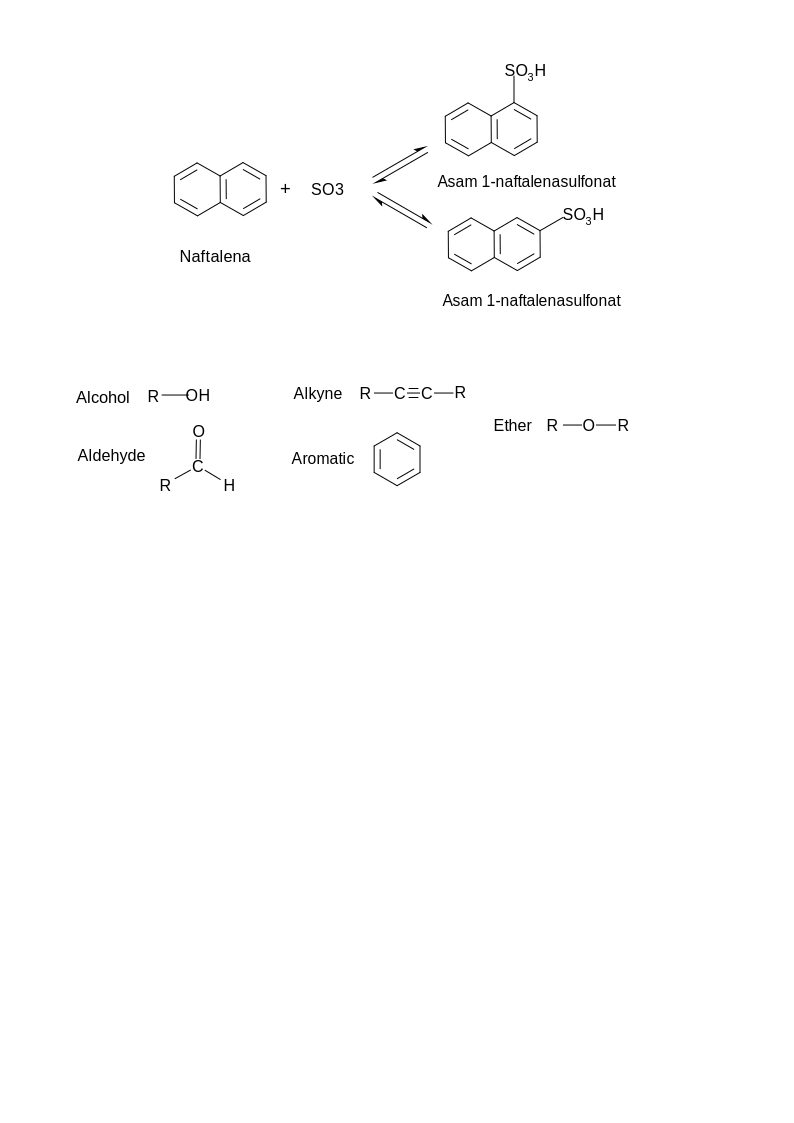 SO3H
Asam 1-naftalenasulfonat
+ SO3
SO3H
Naftalena
Asam 1-naftalenasulfonat
Alcohol R—OH
Alkyne R—C≡C—R
Ether R—O—R
Aldehyde
O
C
R H
Aromatic